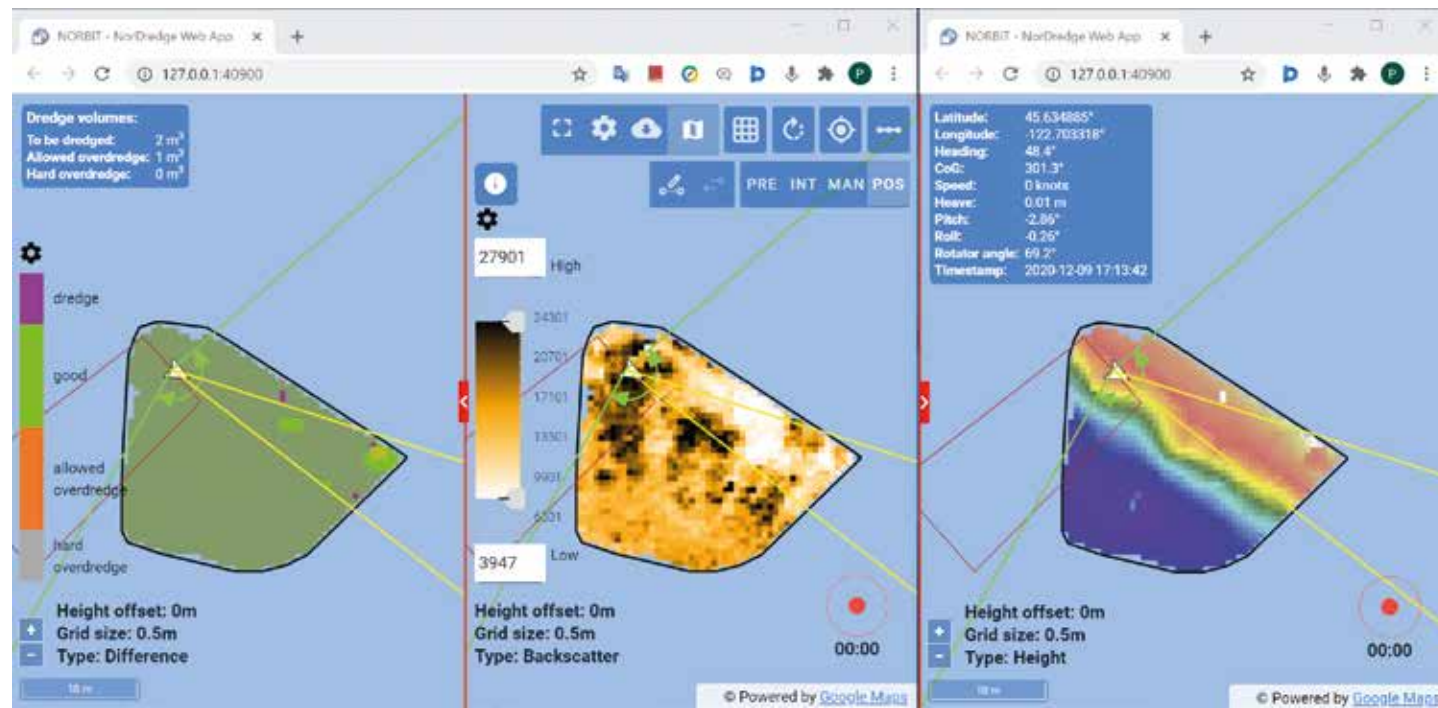 NORBIT - NorDredge Web App
127.0.0.1:40900
Dredge volumes:
To be dredged: 2 m³
Allowed overdredge: 1 m³
Hard overdredge: 0 m³
dredge
good
allowed
overdredge
hard
overdredge
Height offset: 0m
Grid size: 0.5m
Type: Difference
18 m
PRE INT MAN POS
27901
High
24301
20701
17101
13501
9901
6301
3947
Low
Height offset: 0m
Grid size: 0.5m
Type: Backscatter
00:00
© Powered by Google Maps
NORBIT - NorDredge Web App
127.0.0.1:40900
Latitude: 45.634885°
Longitude: -122.703318°
Heading: 48.4°
CoG: 301.3°
Speed: 0 knots
Heave: 0.01 m
Pitch: -2.86°
Roll: -0.26°
Rotator angle: 69.2°
Timestamp: 2020-12-09 17:13:42
Height offset: 0m
Grid size: 0.5m
Type: Height
18 m
00:00
© Powered by Google Maps